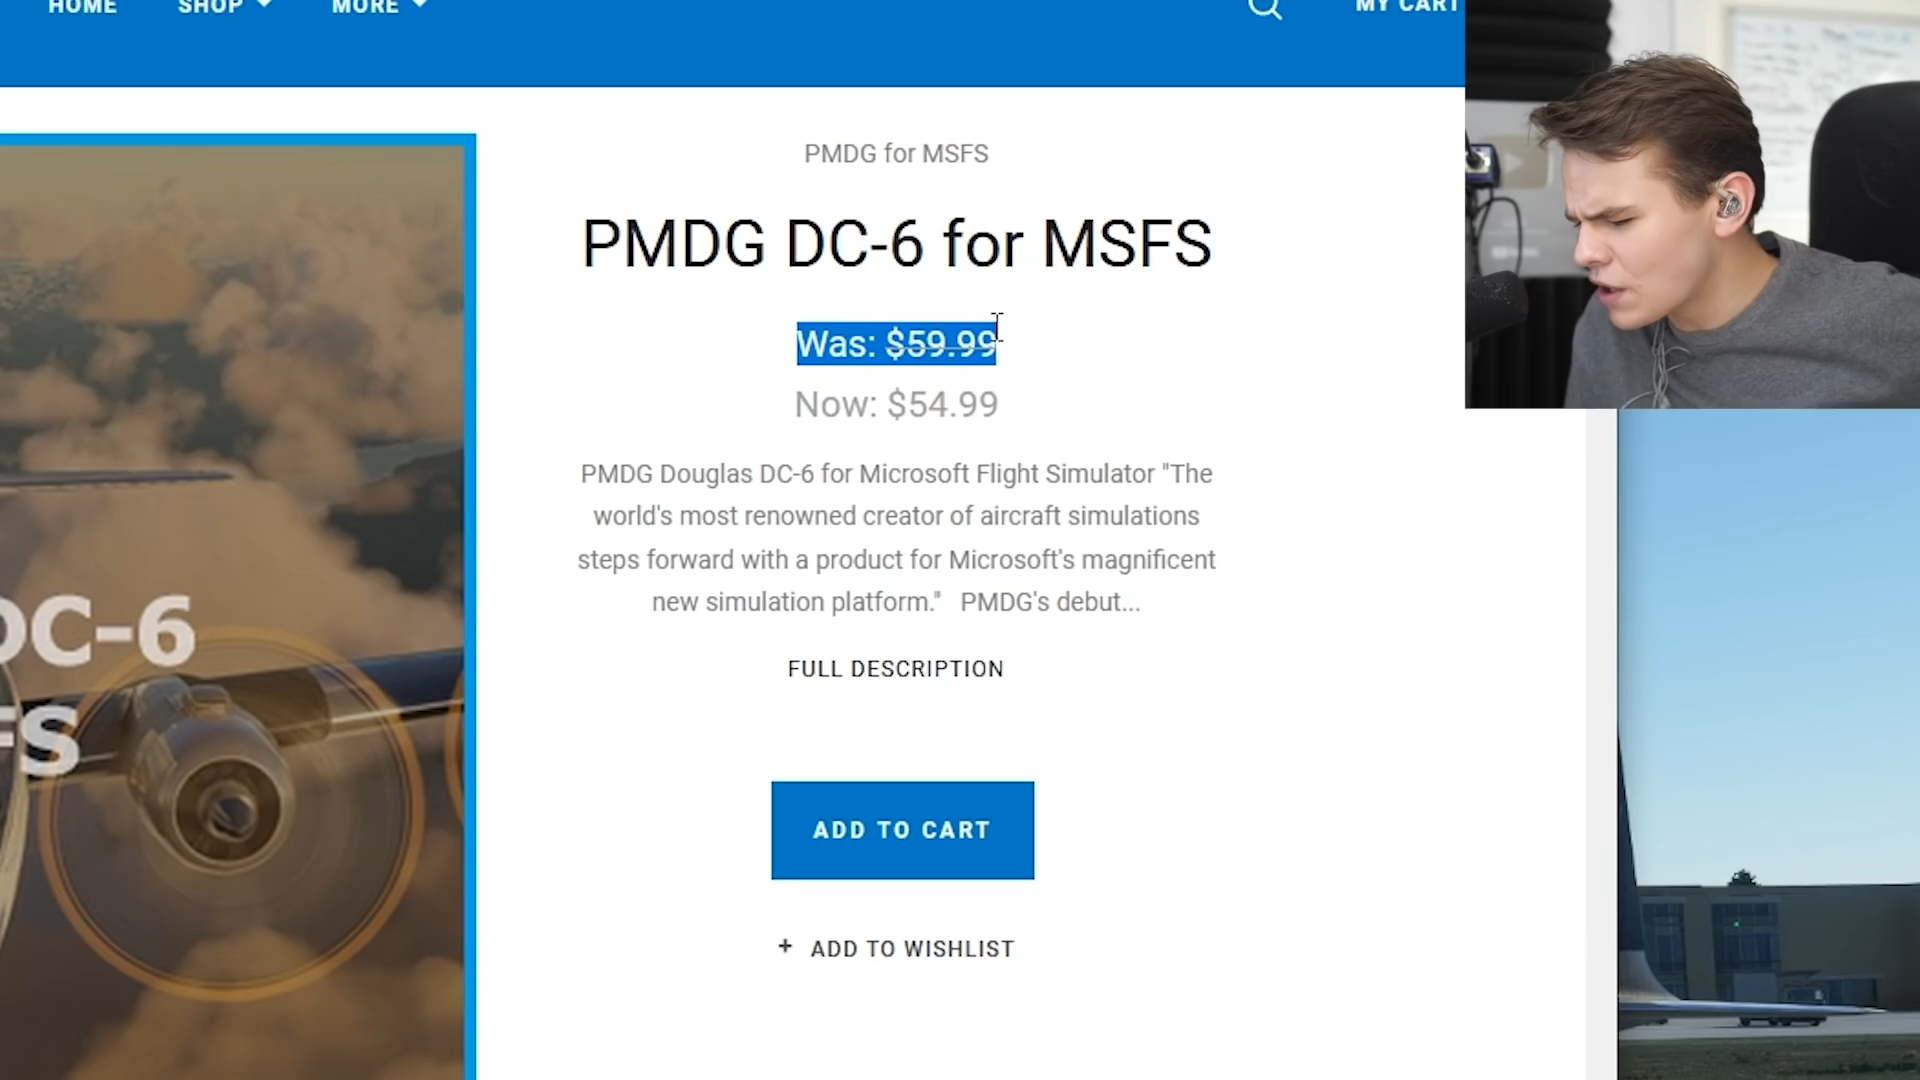 HOME SHOP MORE MY CART
PMDG for MSFS
PMDG DC-6 for MSFS
Was: $59.99
Now: $54.99
PMDG Douglas DC-6 for Microsoft Flight Simulator "The
world's most renowned creator of aircraft simulations
steps forward with a product for Microsoft's magnificent
new simulation platform." PMDG's debut...
FULL DESCRIPTION
ADD TO CART
+ ADD TO WISHLIST
DC-6
FS